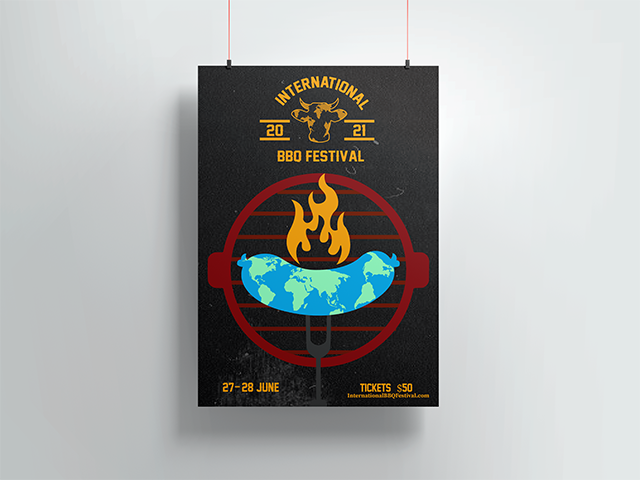 INTERNATIONAL
20 21
BBQ FESTIVAL
27-28 JUNE
TICKETS $50
InternationalBBQfestival.com